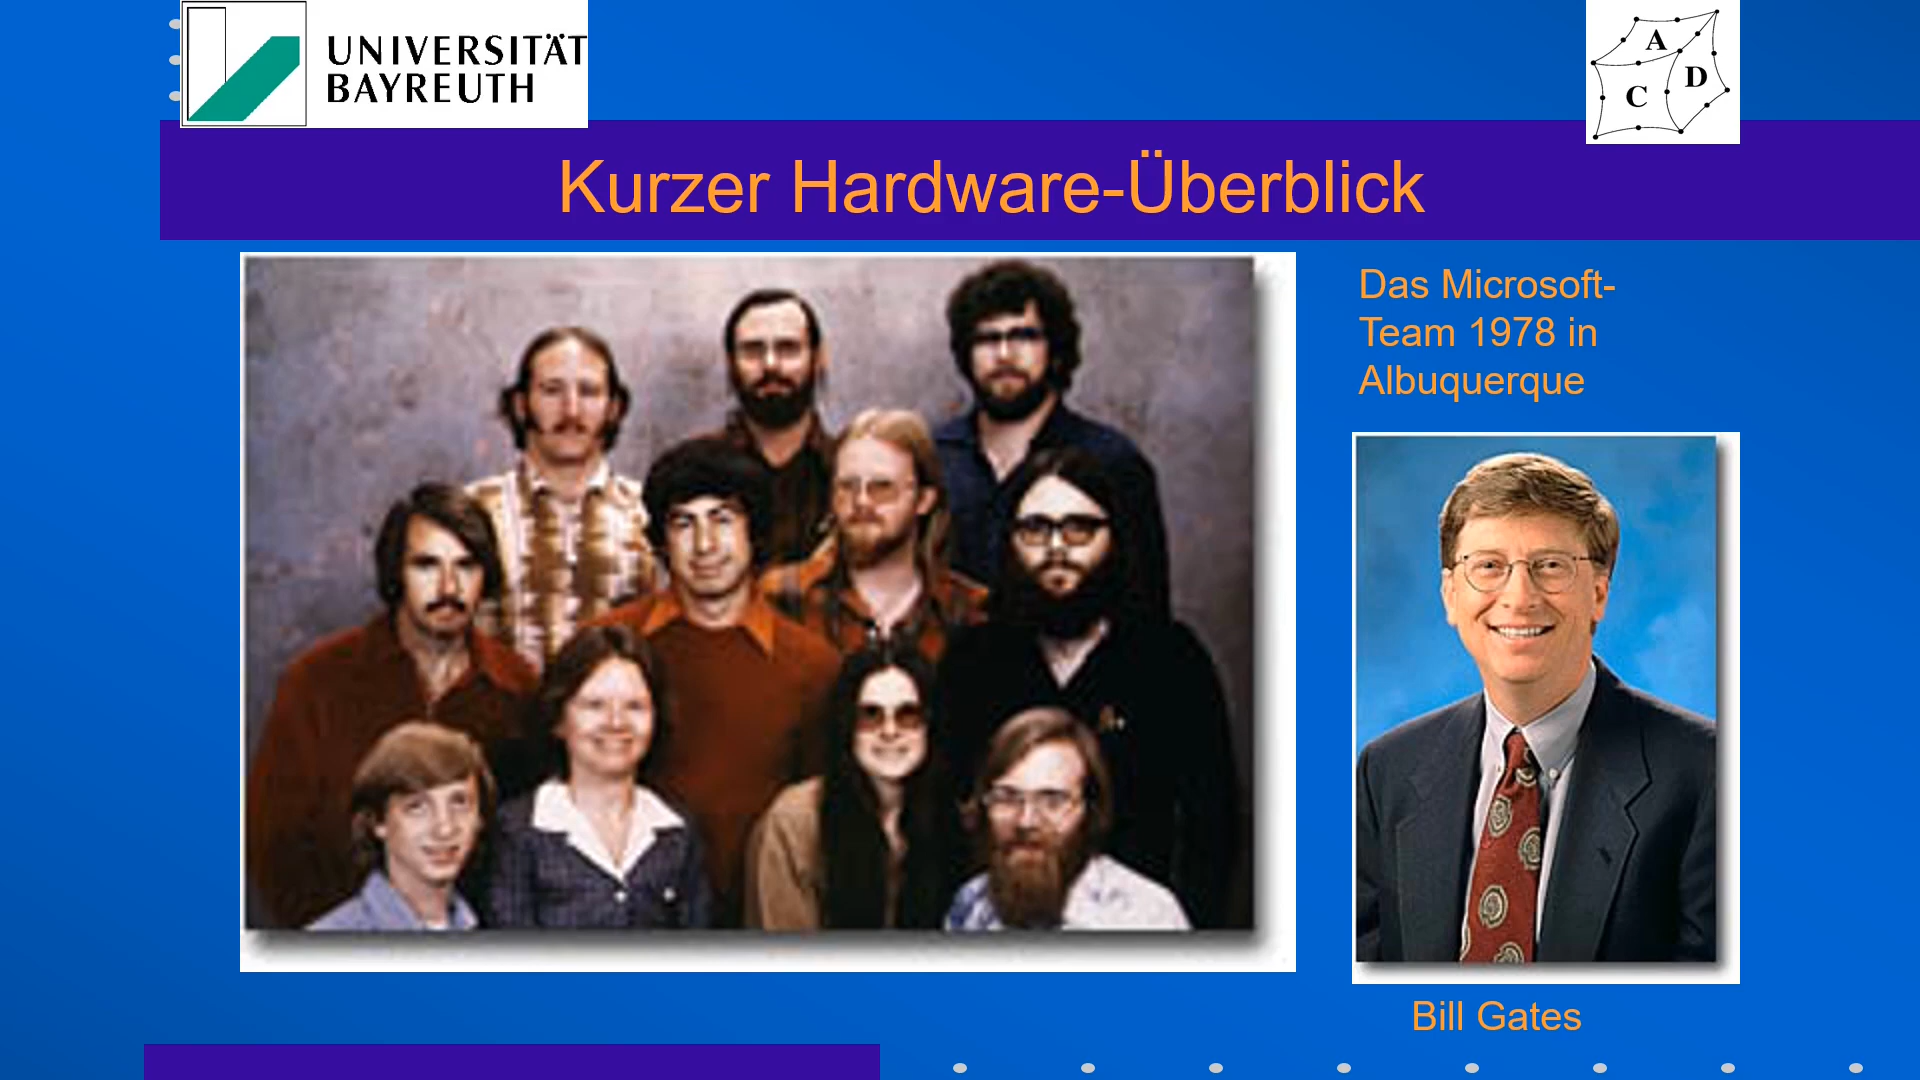 UNIVERSITÄT
BAYREUTH
A
D
C
Kurzer Hardware-Überblick
Das Microsoft-
Team 1978 in
Albuquerque
Bill Gates